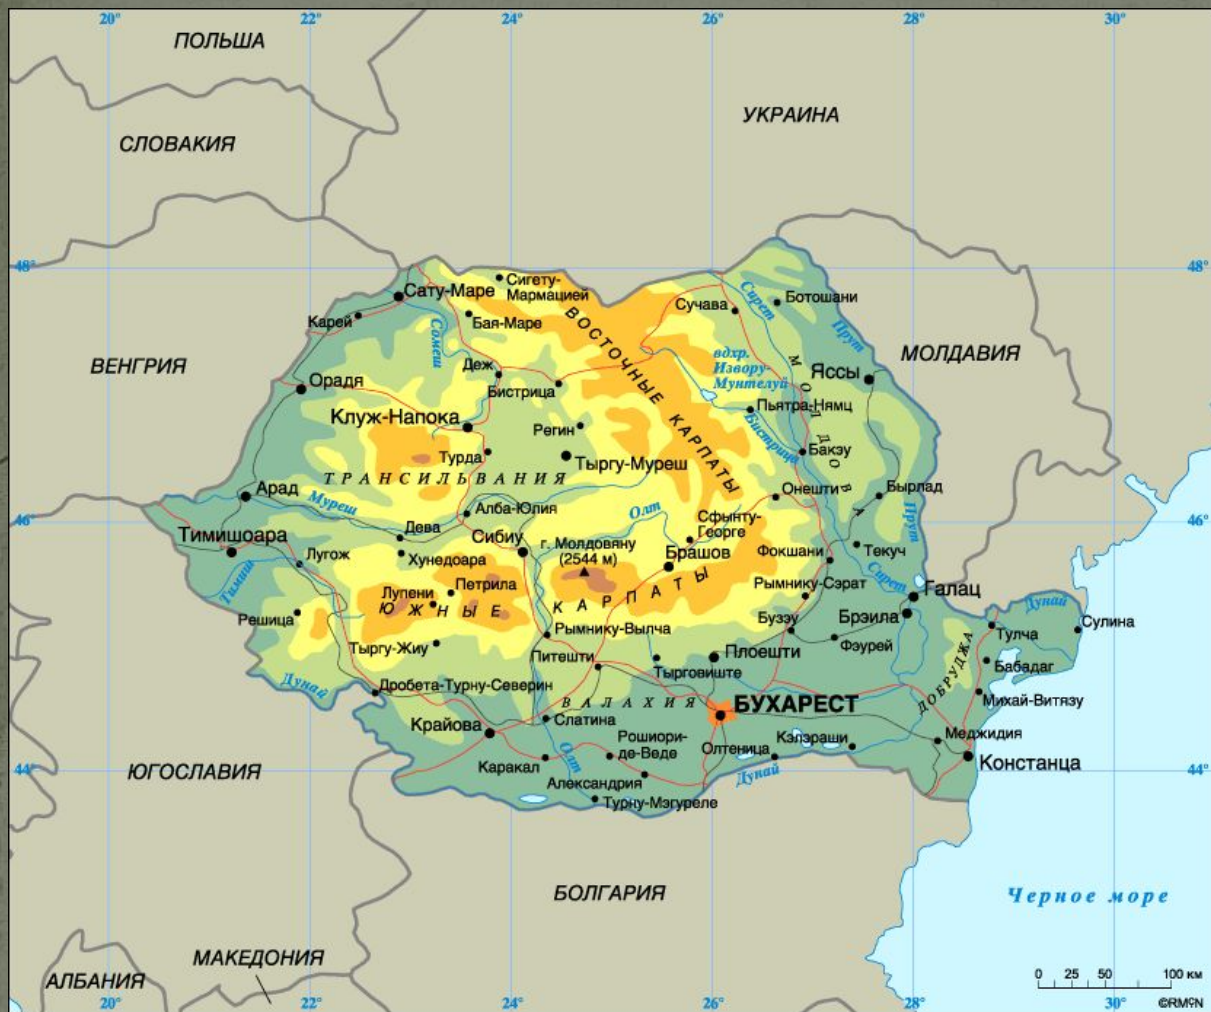 20°
22°
24°
26°
28°
30°
ПОЛЬША
СЛОВАКИЯ
УКРАИНА
48°
48°
Сигету-
Мармацией
Сату-Маре
Сучава
Сирет
Ботошани
Карей
Бая-Маре
Сомеш
Прут
ВОСТОЧНЫЕ КАРПАТЫ
МОЛДАВИЯ
ВЕНГРИЯ
вдхр.
Извору-
Мунтелуй
Деж
Яссы
Орадя
Бистрица
Пьятра-Нямц
Клуж-Напока
Регин
Бистрица
Бакэу
Турда
Тыргу-Муреш
ТРАНСИЛЬВАНИЯ
Арад
Муреш
Онешти
Бырлад
Алба-Юлия
Олт
Сфынту-
Георге
Прут
46°
46°
Тимишоара
Дева
Сибиу
г. Молдовяну
(2544 м)
Брашов
Фокшани
Текуч
Лугож
Хунедоара
Тимиш
Петрила
Лупени
Рымнику-Сэрат
Сирет
Галац
ЮЖНЫЕ КАРПАТЫ
Решица
Бузэу
Брэила
Дунай
Сулина
Рымнику-Вылча
Тулча
Тыргу-Жиу
Питешти
Плоешти
Фэурей
Тырговиште
ДОБРУДЖА
Бабадаг
Дунай
Дробета-Турну-Северин
ВАЛАХИЯ
БУХАРЕСТ
Михай-Витязу
Крайова
Слатина
Рошиори-
де-Веде
Олтеница
Кэлэраши
Меджидия
Констанца
Каракал
Олт
Александрия
Дунай
ЮГОСЛАВИЯ
44°
44°
Турну-Мэгуреле
БОЛГАРИЯ
Черное море
МАКЕДОНИЯ
АЛБАНИЯ
0 25 50 100 км
20°
22°
24°
26°
28°
30°
©RMcN